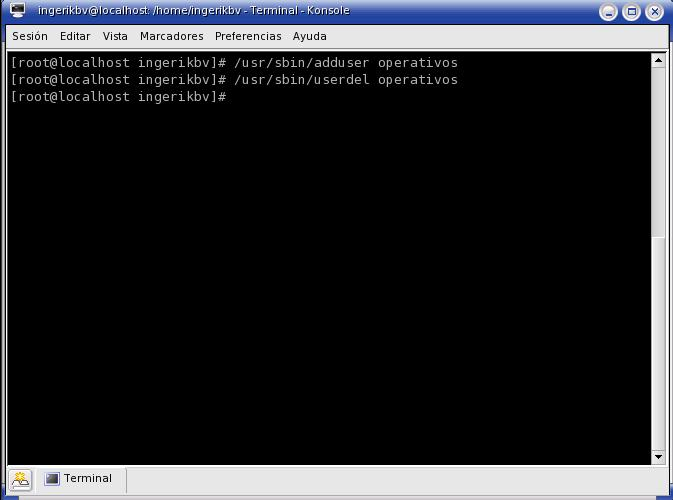 ingerikbv@localhost: /home/ingerikbv - Terminal - Konsole
Sesión Editar Vista Marcadores Preferencias Ayuda
[root@localhost ingerikbv]# /usr/sbin/adduser operativos
[root@localhost ingerikbv]# /usr/sbin/userdel operativos
[root@localhost ingerikbv]#
Terminal